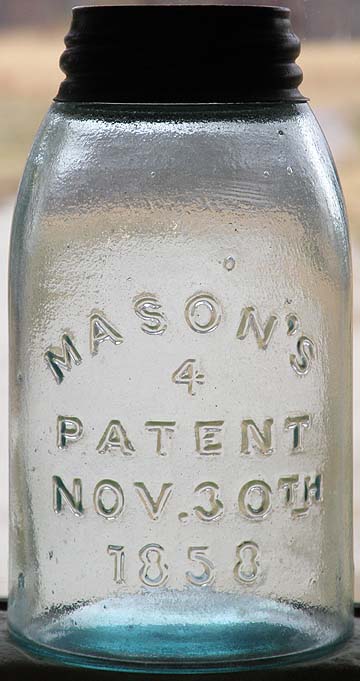 MASON'S
4
PATENT
NOV. 30TH
1858